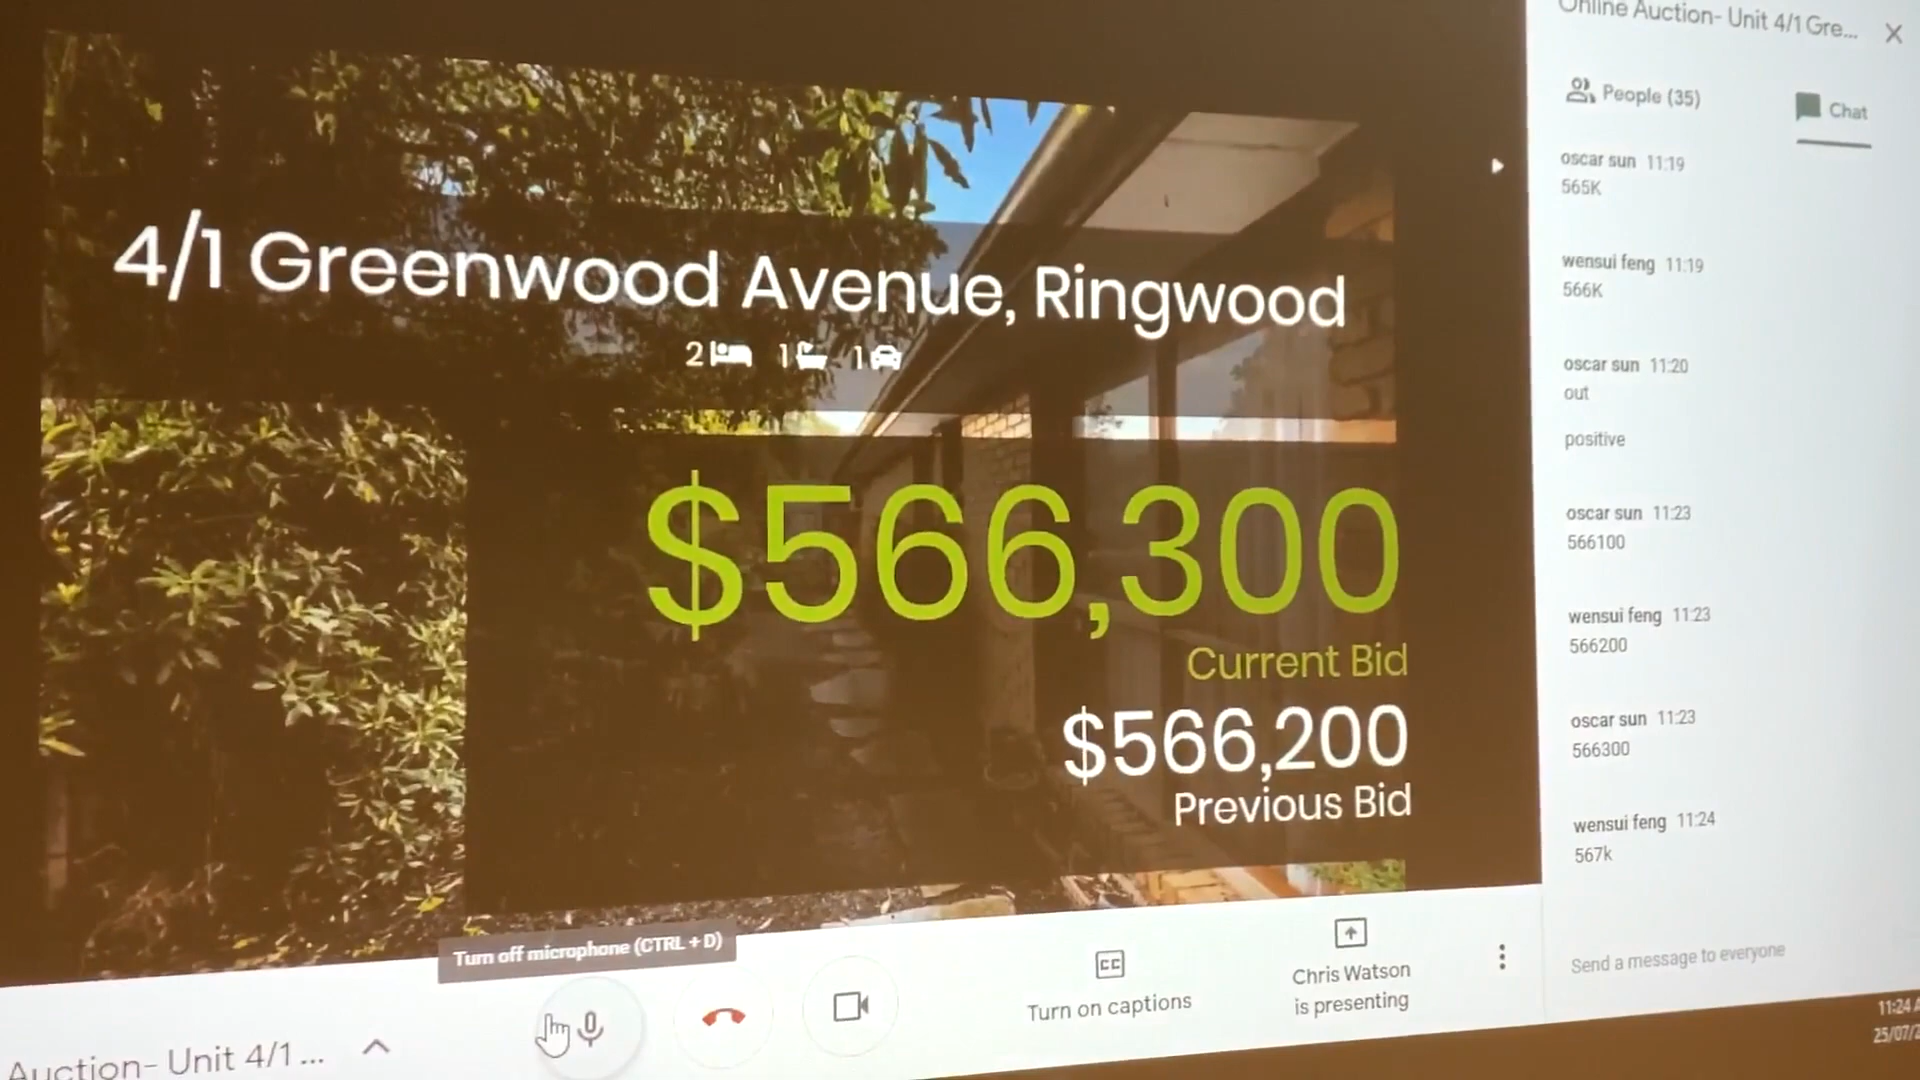 4/1 Greenwood Avenue, Ringwood
2 1 1
$566,300
Current Bid
$566,200
Previous Bid
Turn off microphone (CTRL + D)
Auction- Unit 4/1 ...
CC
Turn on captions
Chris Watson
is presenting
Online Auction- Unit 4/1 Gre...
People (35)
Chat
oscar sun 11:19
565K
wensui feng 11:19
566K
oscar sun 11:20
out
positive
oscar sun 11:23
566100
wensui feng 11:23
566200
oscar sun 11:23
566300
wensui feng 11:24
567k
Send a message to everyone
11:24 A
25/07/2